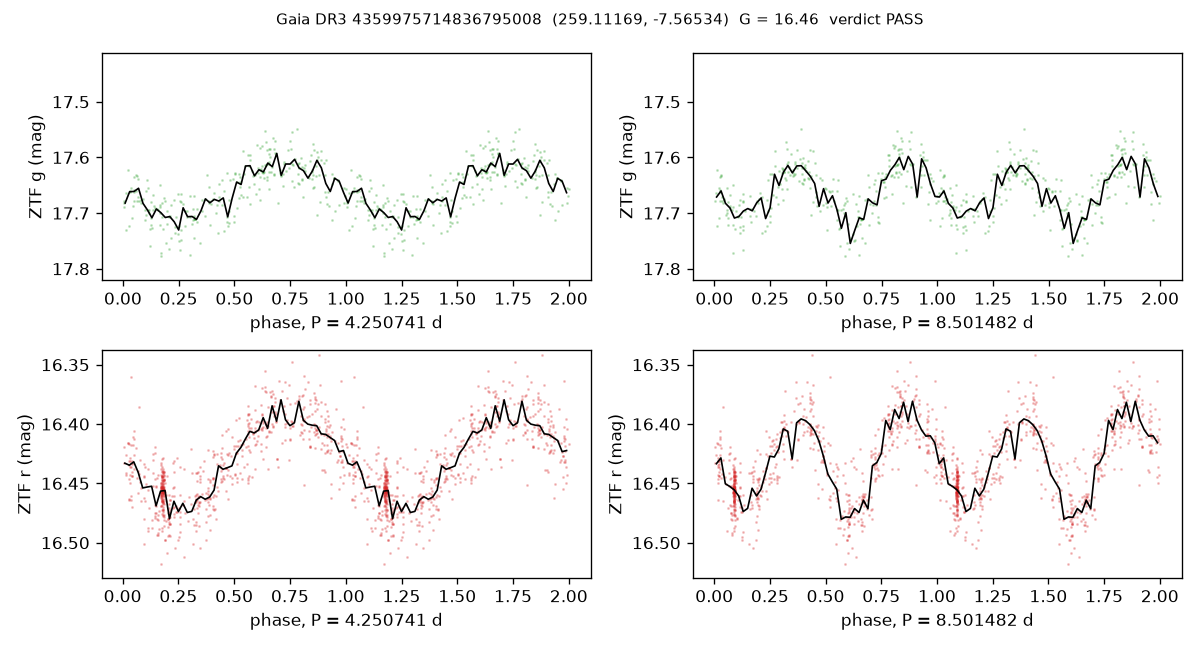 Gaia DR3 4359975714836795008 (259.11169, -7.56534) G = 16.46 verdict PASS
ZTF g (mag)
17.5
17.6
17.7
17.8
0.00 0.25 0.50 0.75 1.00 1.25 1.50 1.75 2.00
phase, P = 4.250741 d
ZTF g (mag)
17.5
17.6
17.7
17.8
0.00 0.25 0.50 0.75 1.00 1.25 1.50 1.75 2.00
phase, P = 8.501482 d
ZTF r (mag)
16.35
16.40
16.45
16.50
0.00 0.25 0.50 0.75 1.00 1.25 1.50 1.75 2.00
phase, P = 4.250741 d
ZTF r (mag)
16.35
16.40
16.45
16.50
0.00 0.25 0.50 0.75 1.00 1.25 1.50 1.75 2.00
phase, P = 8.501482 d